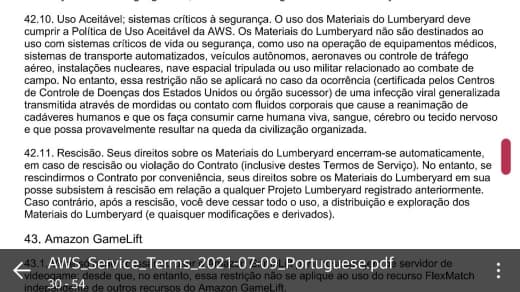 42.10. Uso Aceitável; sistemas críticos à segurança. O uso dos Materiais do Lumberyard deve
cumprir a Política de Uso Aceitável da AWS. Os Materiais do Lumberyard não são destinados ao
uso com sistemas críticos de vida ou segurança, como uso na operação de equipamentos médicos,
sistemas de transporte automatizados, veículos autônomos, aeronaves ou controle de tráfego
aéreo, instalações nucleares, nave espacial tripulada ou uso militar relacionado ao combate de
campo. No entanto, essa restrição não se aplicará no caso da ocorrência (certificada pelos Centros
de Controle de Doenças dos Estados Unidos ou órgão sucessor) de uma infecção viral generalizada
transmitida através de mordidas ou contato com fluidos corporais que cause a reanimação de
cadáveres humanos e que os faça consumir carne humana viva, sangue, cérebro ou tecido nervoso
e que possa provavelmente resultar na queda da civilização organizada.
42.11. Rescisão. Seus direitos sobre os Materiais do Lumberyard encerram-se automaticamente,
em caso de rescisão ou violação do Contrato (inclusive destes Termos de Serviço). No entanto, se
rescindirmos o Contrato por conveniência, seus direitos sobre os Materiais do Lumberyard em sua
posse subsistem à rescisão em relação a qualquer Projeto Lumberyard registrado anteriormente.
Caso contrário, após a rescisão, você deve cessar todo o uso, a distribuição e exploração dos
Materiais do Lumberyard (e quaisquer modificações e derivados).
43. Amazon GameLift
AWS_Service_Terms_2021-07-09_Portuguese.pdf
43.1. servidor de
videogame; desde que, no entanto, essa restrição não se aplique ao uso do recurso FlexMatch
30 - 54
de outros recursos do Amazon GameLift.